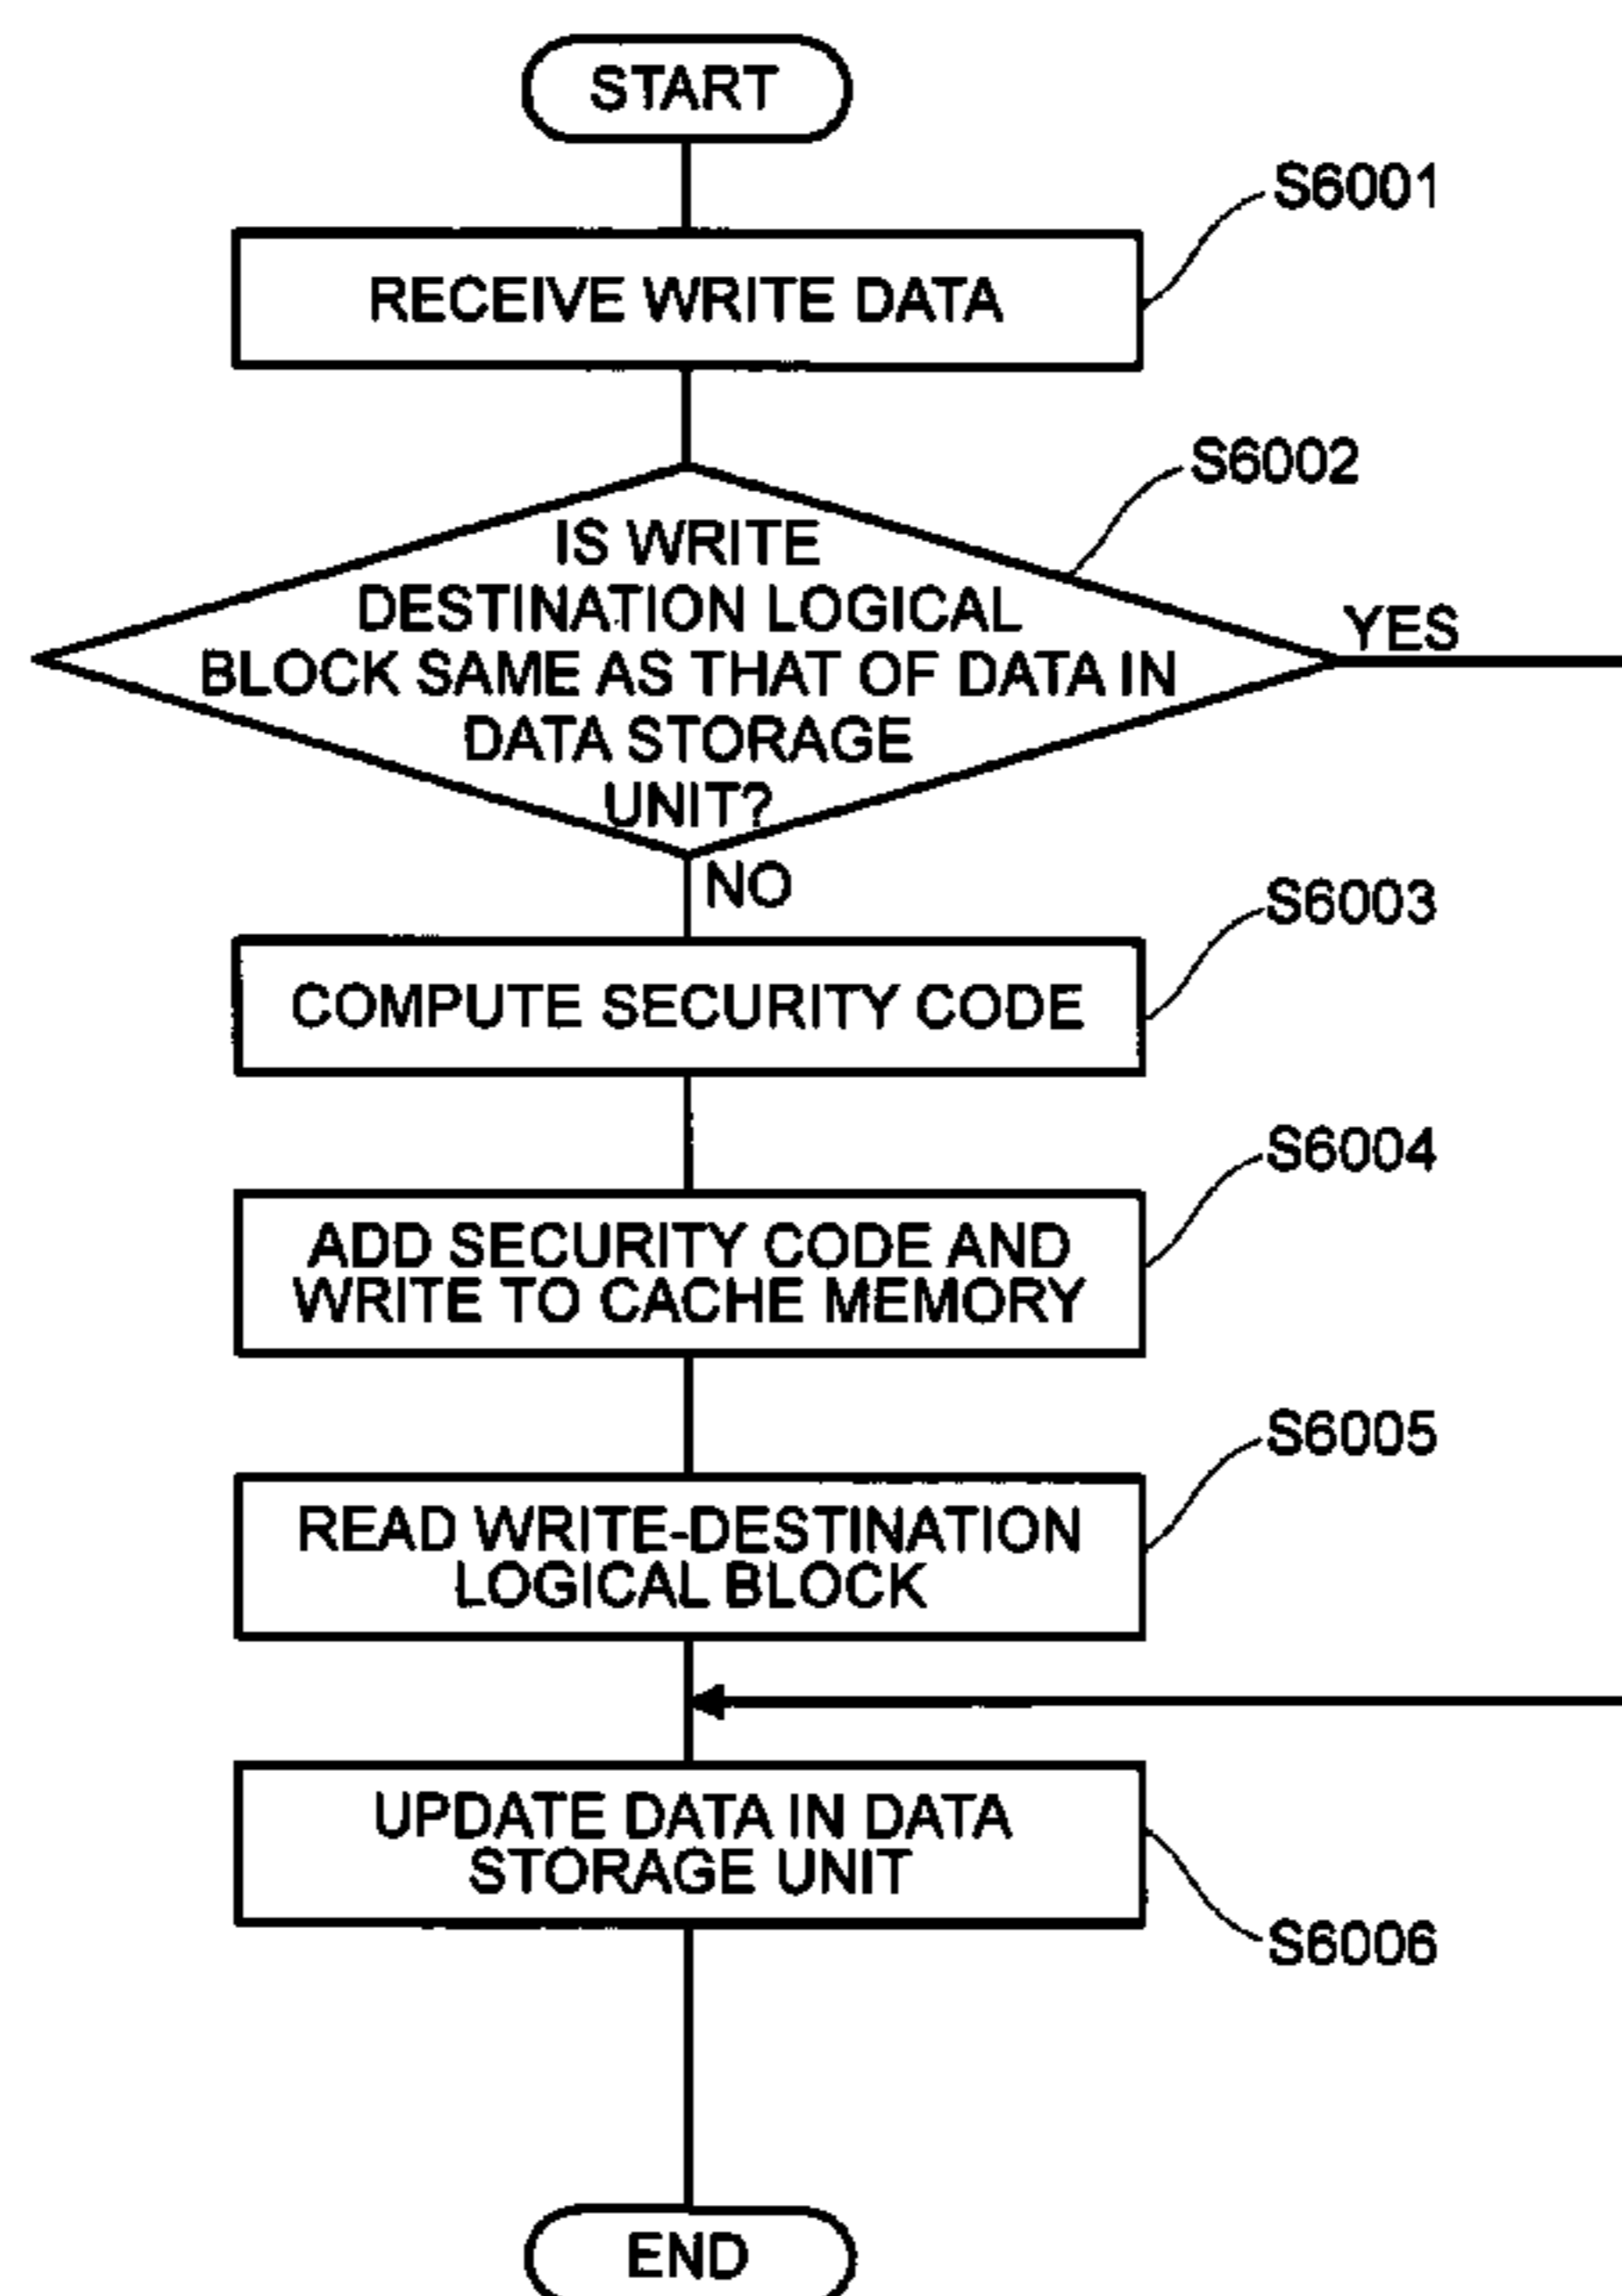 START
S6001
RECEIVE WRITE DATA
S6002
IS WRITE
DESTINATION LOGICAL
BLOCK SAME AS THAT OF DATA IN
DATA STORAGE
UNIT?
YES
NO
S6003
COMPUTE SECURITY CODE
S6004
ADD SECURITY CODE AND
WRITE TO CACHE MEMORY
S6005
READ WRITE-DESTINATION
LOGICAL BLOCK
UPDATE DATA IN DATA
STORAGE UNIT
S6006
END